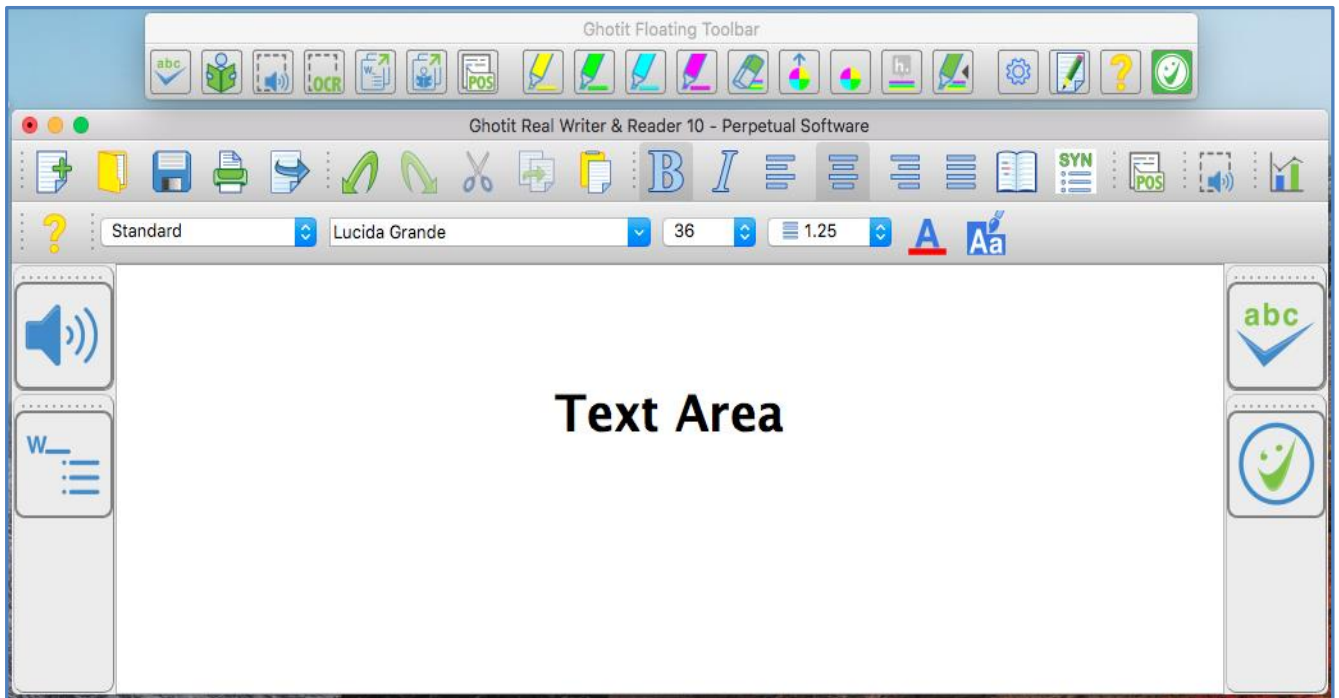 Ghotit Floating Toolbar
abc OCR W POS h. ?
Ghotit Real Writer & Reader 10 - Perpetual Software
B I SYN POS
? Standard Lucida Grande 36 1.25 A Aa
abc
Text Area
W